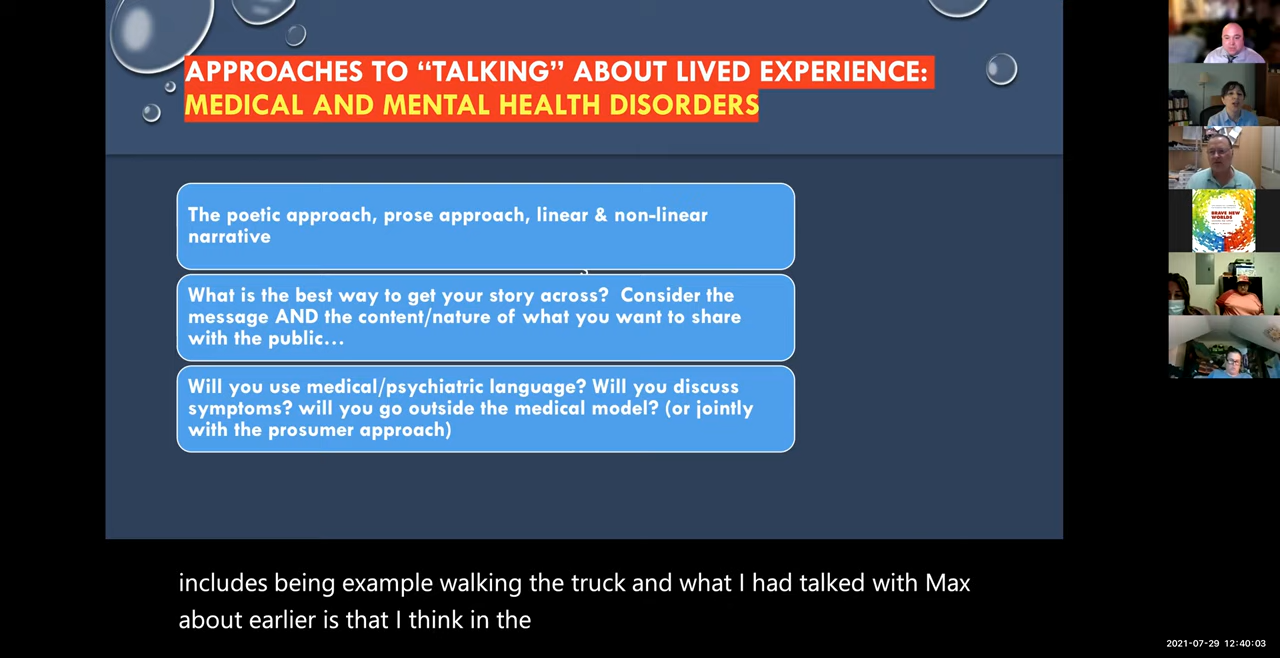 APPROACHES TO “TALKING” ABOUT LIVED EXPERIENCE:
MEDICAL AND MENTAL HEALTH DISORDERS
The poetic approach, prose approach, linear & non-linear
narrative
What is the best way to get your story across?  Consider the
message AND the content/nature of what you want to share
with the public...
Will you use medical/psychiatric language? Will you discuss
symptoms? will you go outside the medical model? (or jointly
with the prosumer approach)
BRAVE NEW
WORLDS
includes being example walking the truck and what I had talked with Max
about earlier is that I think in the
2021-07-29 12:40:03